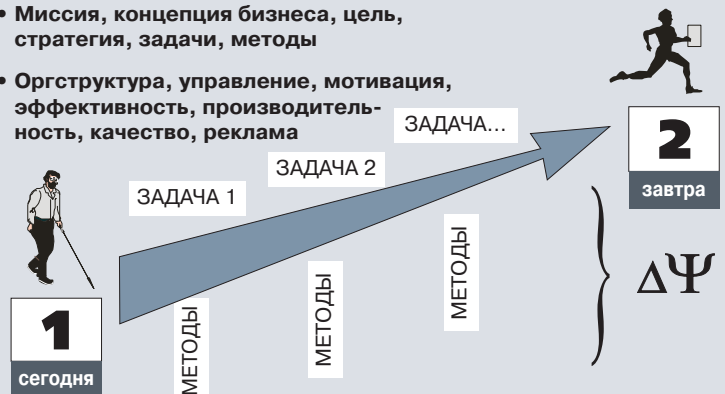 • Миссия, концепция бизнеса, цель,
стратегия, задачи, методы
• Оргструктура, управление, мотивация,
эффективность, производитель-
ность, качество, реклама
ЗАДАЧА...
ЗАДАЧА 2
ЗАДАЧА 1
2
завтра
МЕТОДЫ
МЕТОДЫ
МЕТОДЫ
ΔΨ
1
сегодня